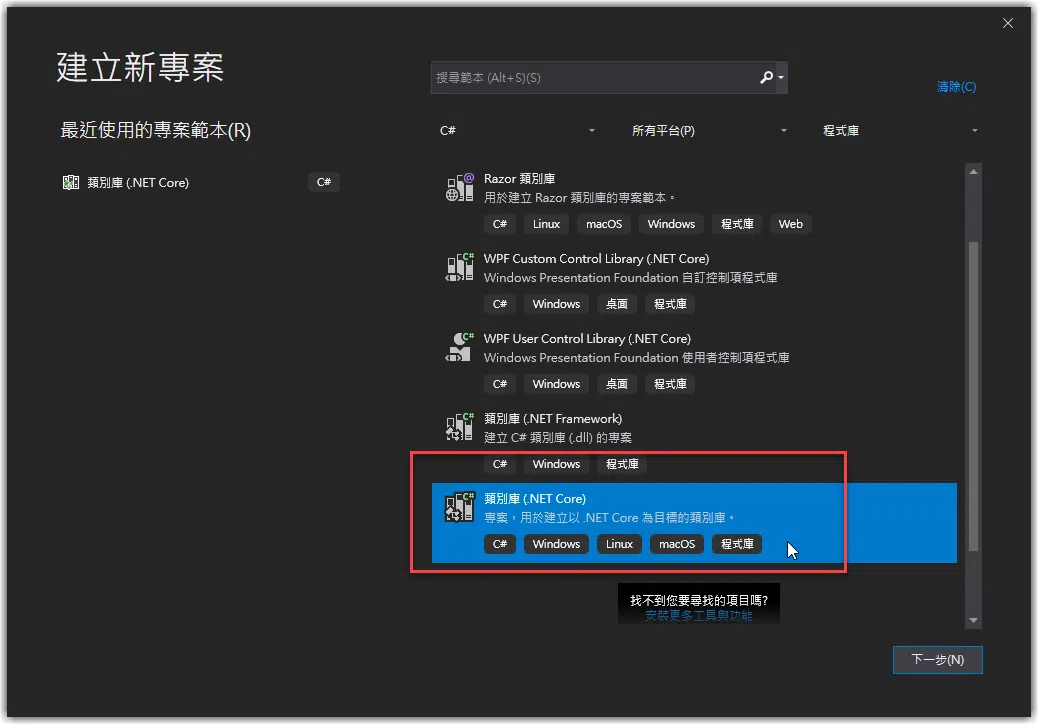 建立新專案
搜尋範本 (Alt+S)(S)
清除(C)
最近使用的專案範本(R)
C# 所有平台(P) 程式庫
類別庫 (.NET Core) C#
Razor 類別庫
用於建立 Razor 類別庫的專案範本。
C# Linux macOS Windows 程式庫 Web
WPF Custom Control Library (.NET Core)
Windows Presentation Foundation 自訂控制項程式庫
C# Windows 桌面 程式庫
WPF User Control Library (.NET Core)
Windows Presentation Foundation 使用者控制項程式庫
C# Windows 桌面 程式庫
類別庫 (.NET Framework)
建立 C# 類別庫 (.dll) 的專案
C# Windows 程式庫
類別庫 (.NET Core)
專案，用於建立以 .NET Core 為目標的類別庫。
C# Windows Linux macOS 程式庫
找不到您要尋找的項目嗎?
安裝更多工具與功能
下一步(N)